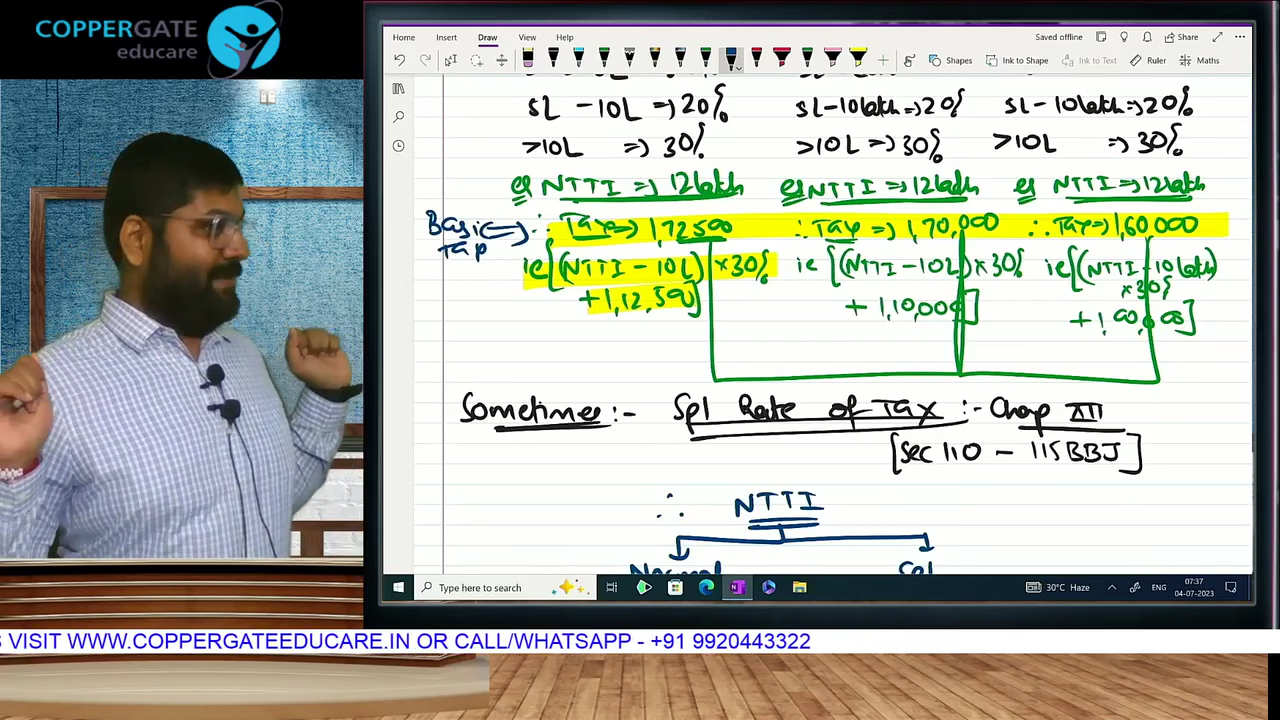 COPPERGATE
educare
Home Insert Draw View Help
Saved offline
Share
Shapes Ink to Shape Ink to Text Ruler Maths
5L - 10L => 20% 5L - 10lakh => 20% 5L - 10lakh => 20%
>10L => 30% >10L => 30% >10L => 30%
eg NTTI => 12lakh eg NTTI => 12lakh eg NTTI => 12lakh
Basic Tax
∴ Tax => 1,72,500 ∴ Tax => 1,70,000 ∴ Tax => 1,60,000
ie [(NTTI - 10L) × 30% ie [(NTTI - 10L) × 30% ie [(NTTI - 10lakh) × 30%
+ 1,12,500] + 1,10,000] + 1,00,000]
Sometimes :- Spl Rate of Tax :- Chap XII
[Sec 110 - 115BBJ]
∴ NTTI
Normal Spl
Type here to search
30°C Haze
ENG
07:37
04-07-2023
VISIT WWW.COPPERGATEEDUCARE.IN OR CALL/WHATSAPP - +91 9920443322